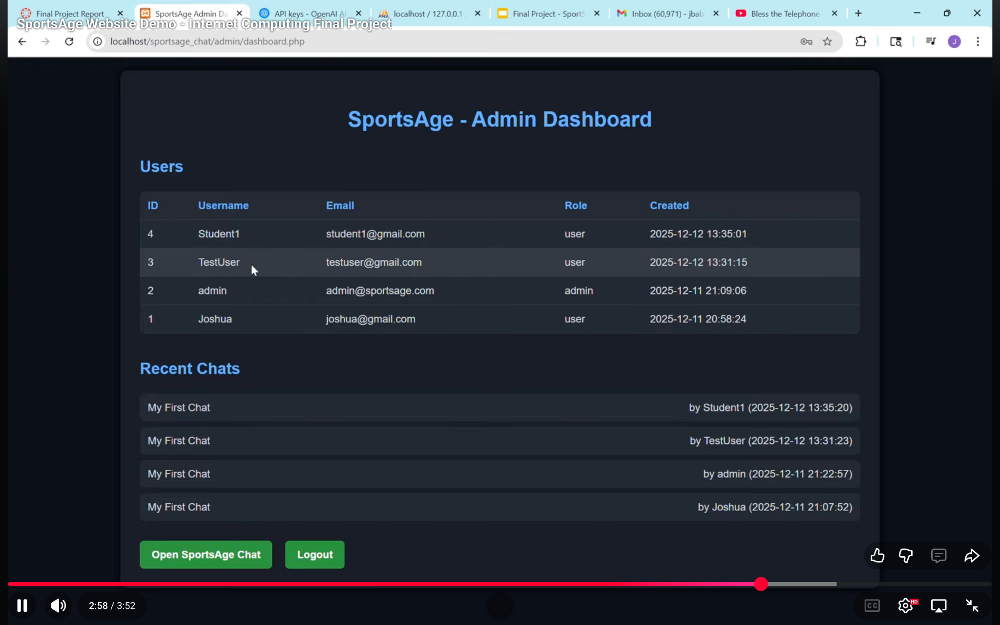 Final Project Report
SportsAge Admin Da
API keys - OpenAI AI
localhost / 127.0.0.1
Final Project - SportS
Inbox (60,971) - jbab
Bless the Telephone
SportsAge Website Demo - Internet Computing Final Project
localhost/sportsage_chat/admin/dashboard.php
J
SportsAge - Admin Dashboard
Users
ID Username Email Role Created
4 Student1 student1@gmail.com user 2025-12-12 13:35:01
3 TestUser testuser@gmail.com user 2025-12-12 13:31:15
2 admin admin@sportsage.com admin 2025-12-11 21:09:06
1 Joshua joshua@gmail.com user 2025-12-11 20:58:24
Recent Chats
My First Chat by Student1 (2025-12-12 13:35:20)
My First Chat by TestUser (2025-12-12 13:31:23)
My First Chat by admin (2025-12-11 21:22:57)
My First Chat by Joshua (2025-12-11 21:07:52)
Open SportsAge Chat Logout
2:58 / 3:52
CC
HD